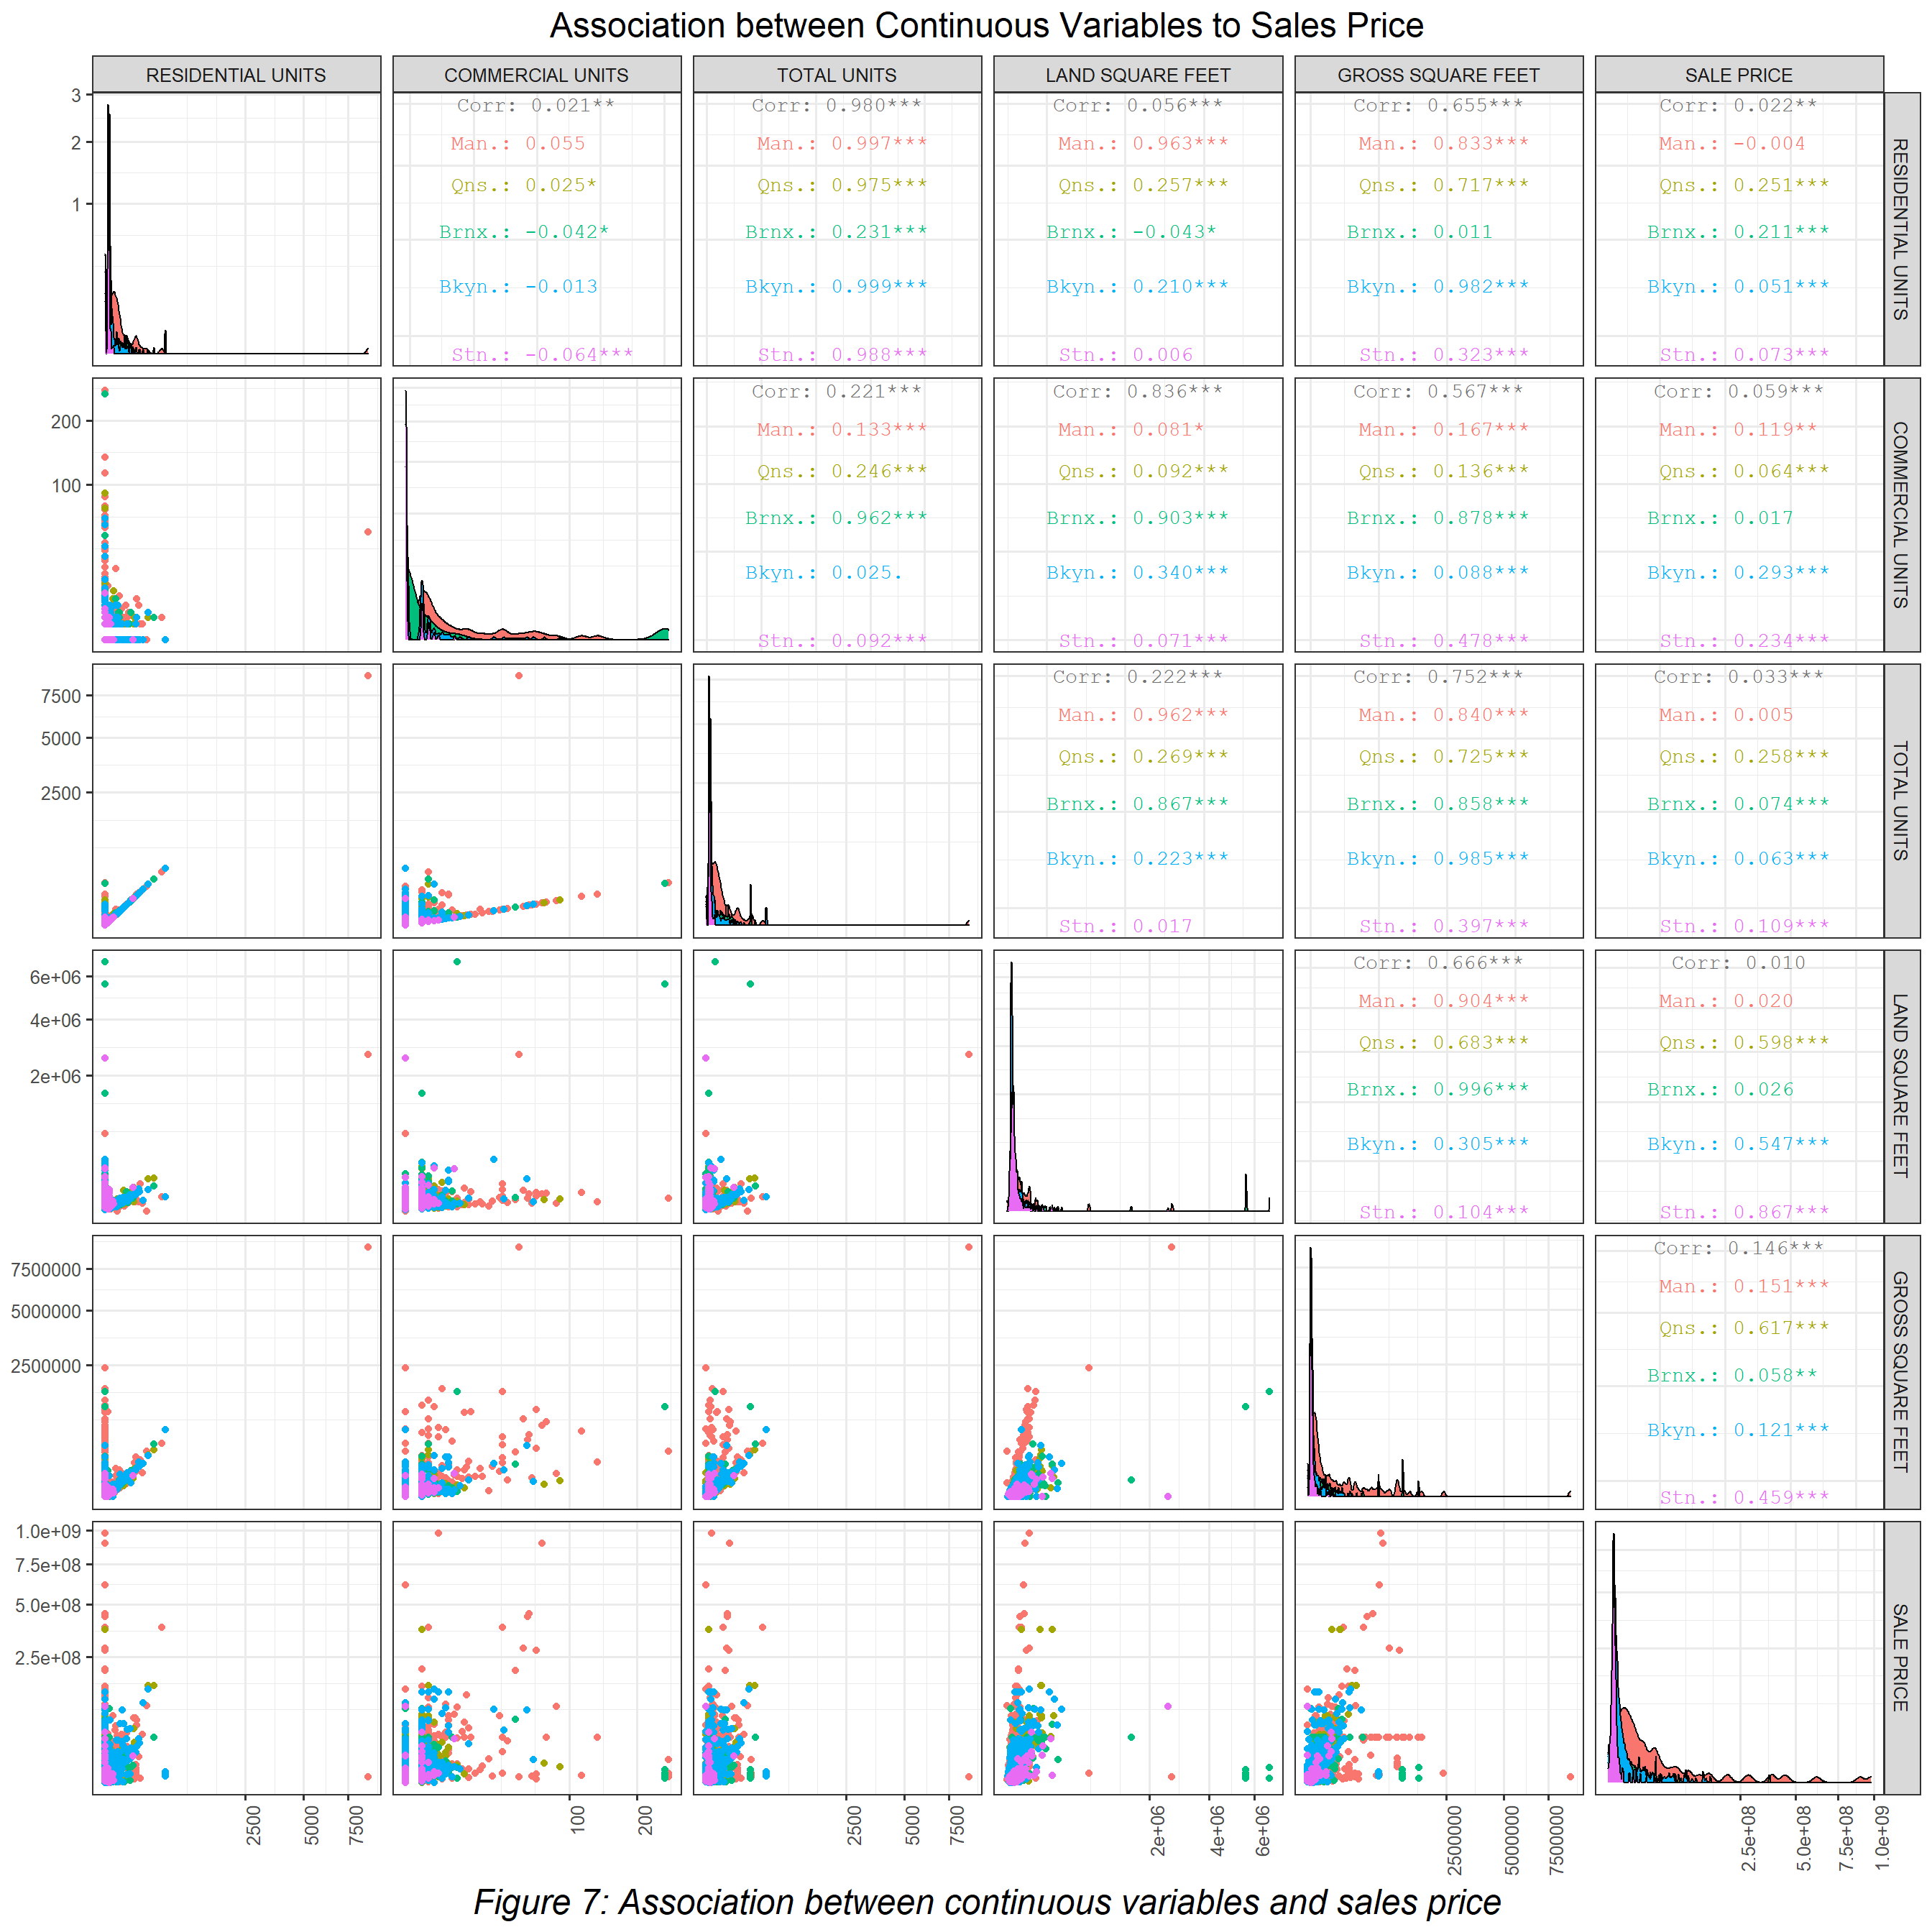 Association between Continuous Variables to Sales Price
RESIDENTIAL UNITS
COMMERCIAL UNITS
TOTAL UNITS
LAND SQUARE FEET
GROSS SQUARE FEET
SALE PRICE
3
2
1
Corr: 0.021**
Man.: 0.055
Qns.: 0.025*
Brnx.: -0.042*
Bkyn.: -0.013
Stn.: -0.064***
Corr: 0.980***
Man.: 0.997***
Qns.: 0.975***
Brnx.: 0.231***
Bkyn.: 0.999***
Stn.: 0.988***
Corr: 0.056***
Man.: 0.963***
Qns.: 0.257***
Brnx.: -0.043*
Bkyn.: 0.210***
Stn.: 0.006
Corr: 0.655***
Man.: 0.833***
Qns.: 0.717***
Brnx.: 0.011
Bkyn.: 0.982***
Stn.: 0.323***
Corr: 0.022**
Man.: -0.004
Qns.: 0.251***
Brnx.: 0.211***
Bkyn.: 0.051***
Stn.: 0.073***
RESIDENTIAL UNITS
200
100
Corr: 0.221***
Man.: 0.133***
Qns.: 0.246***
Brnx.: 0.962***
Bkyn.: 0.025.
Stn.: 0.092***
Corr: 0.836***
Man.: 0.081*
Qns.: 0.092***
Brnx.: 0.903***
Bkyn.: 0.340***
Stn.: 0.071***
Corr: 0.567***
Man.: 0.167***
Qns.: 0.136***
Brnx.: 0.878***
Bkyn.: 0.088***
Stn.: 0.478***
Corr: 0.059***
Man.: 0.119**
Qns.: 0.064***
Brnx.: 0.017
Bkyn.: 0.293***
Stn.: 0.234***
COMMERCIAL UNITS
7500
5000
2500
Corr: 0.222***
Man.: 0.962***
Qns.: 0.269***
Brnx.: 0.867***
Bkyn.: 0.223***
Stn.: 0.017
Corr: 0.752***
Man.: 0.840***
Qns.: 0.725***
Brnx.: 0.858***
Bkyn.: 0.985***
Stn.: 0.397***
Corr: 0.033***
Man.: 0.005
Qns.: 0.258***
Brnx.: 0.074***
Bkyn.: 0.063***
Stn.: 0.109***
TOTAL UNITS
6e+06
4e+06
2e+06
Corr: 0.666***
Man.: 0.904***
Qns.: 0.683***
Brnx.: 0.996***
Bkyn.: 0.305***
Stn.: 0.104***
Corr: 0.010
Man.: 0.020
Qns.: 0.598***
Brnx.: 0.026
Bkyn.: 0.547***
Stn.: 0.867***
LAND SQUARE FEET
7500000
5000000
2500000
Corr: 0.146***
Man.: 0.151***
Qns.: 0.617***
Brnx.: 0.058**
Bkyn.: 0.121***
Stn.: 0.459***
GROSS SQUARE FEET
1.0e+09
7.5e+08
5.0e+08
2.5e+08
SALE PRICE
2500
5000
7500
100
200
2500
5000
7500
2e+06
4e+06
6e+06
2500000
5000000
7500000
2.5e+08
5.0e+08
7.5e+08
1.0e+09
Figure 7: Association between continuous variables and sales price